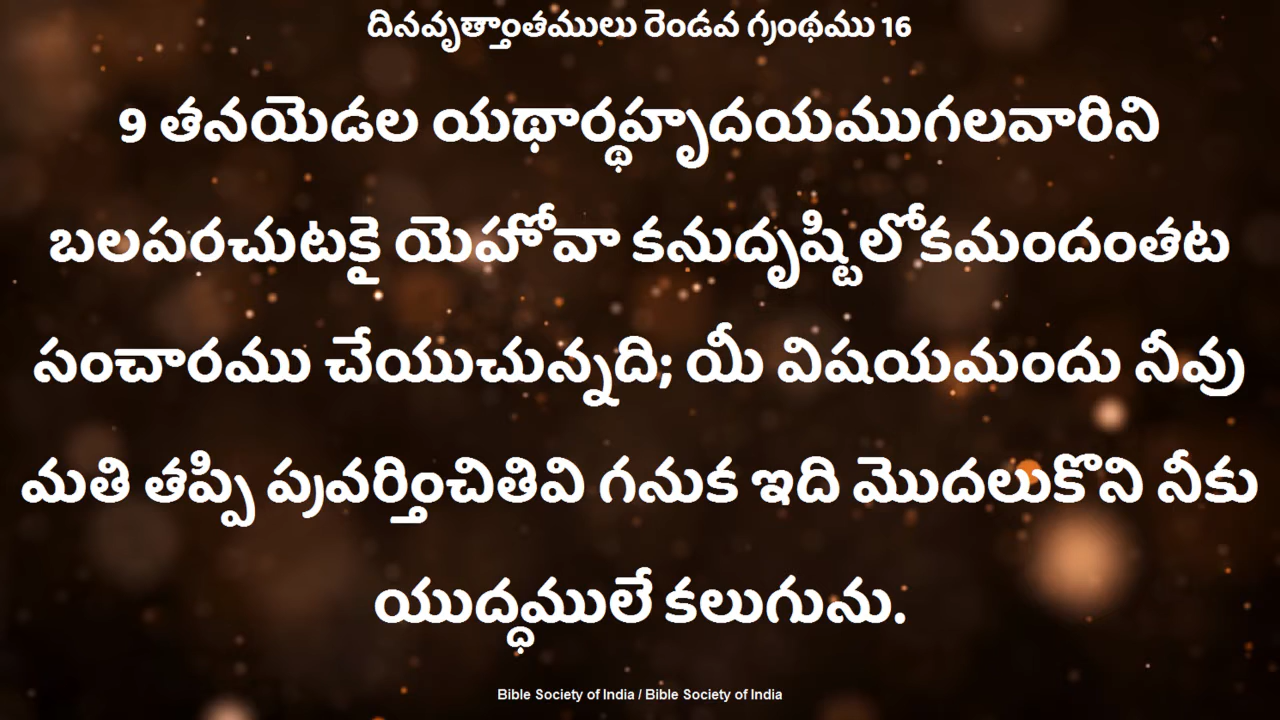 దినవృత్తాంతములు రెండవ గ్రంథము 16
9 తనయెడల యథార్థహృదయముగలవారిని
బలపరచుటకై యెహోవా కనుదృష్టిలోకమందంతట
సంచారము చేయుచున్నది; యీ విషయమందు నీవు
మతి తప్పి ప్రవర్తించితివి గనుక ఇది మొదలుకొని నీకు
యుద్ధములే కలుగును.
Bible Society of India / Bible Society of India